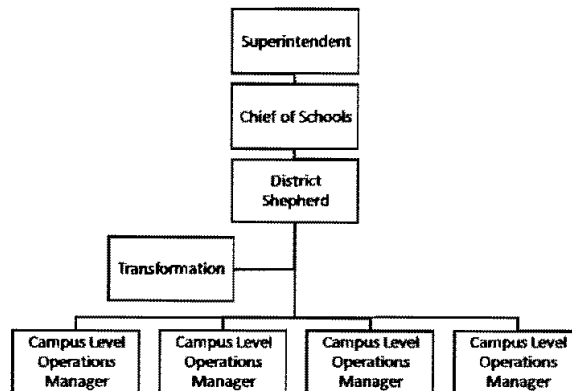 Superintendent
Chief of Schools
District
Shepherd
Transformation
Campus Level
Operations
Manager
Campus Level
Operations
Manager
Campus Level
Operations
Manager
Campus Level
Operations
Manager